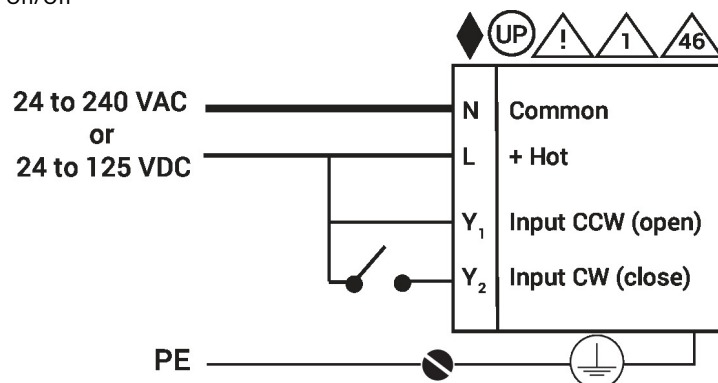 On/Off
UP ! 1 46
24 to 240 VAC
or
24 to 125 VDC
N Common
L + Hot
Y1 Input CCW (open)
Y2 Input CW (close)
PE